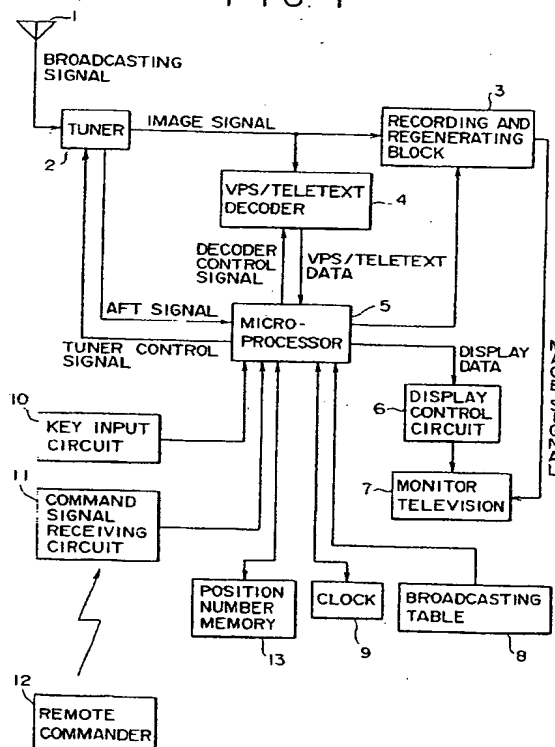 FIG. 1
1
BROADCASTING
SIGNAL
TUNER
2
IMAGE SIGNAL
3
RECORDING AND
REGENERATING
BLOCK
VPS/TELETEXT
DECODER
4
DECODER
CONTROL
SIGNAL
VPS/TELETEXT
DATA
AFT SIGNAL
TUNER CONTROL
SIGNAL
5
MICRO-
PROCESSOR
DISPLAY
DATA
6
DISPLAY
CONTROL
CIRCUIT
IMAGE SIGNAL
10
KEY INPUT
CIRCUIT
7
MONITOR
TELEVISION
11
COMMAND
SIGNAL
RECEIVING
CIRCUIT
POSITION
NUMBER
MEMORY
13
CLOCK
9
BROADCASTING
TABLE
8
12
REMOTE
COMMANDER